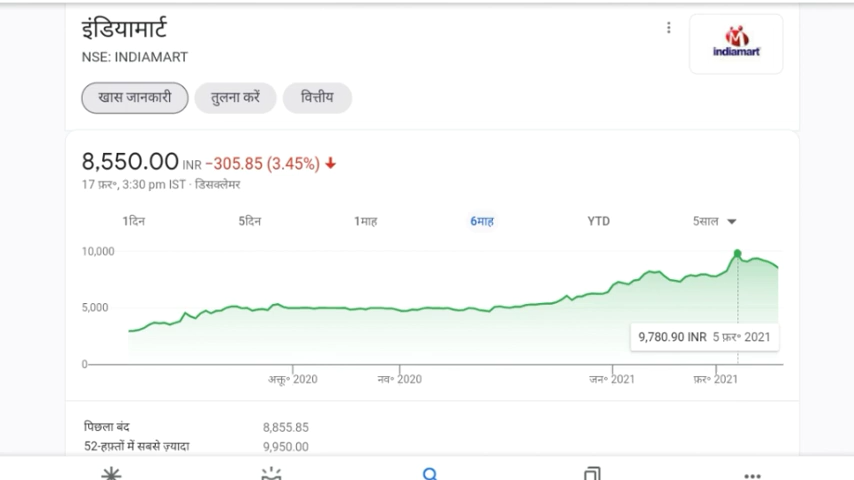 इंडियामार्ट
NSE: INDIAMART
indiamart
खास जानकारी तुलना करें वित्तीय
8,550.00 INR −305.85 (3.45%)
17 फ़र॰, 3:30 pm IST · डिसक्लेमर
1दिन 5दिन 1माह 6माह YTD 5साल
10,000
5,000
9,780.90 INR 5 फ़र॰ 2021
0
अक्तू॰ 2020 नव॰ 2020 जन॰ 2021 फ़र॰ 2021
पिछला बंद 8,855.85
52-हफ़्तों में सबसे ज़्यादा 9,950.00